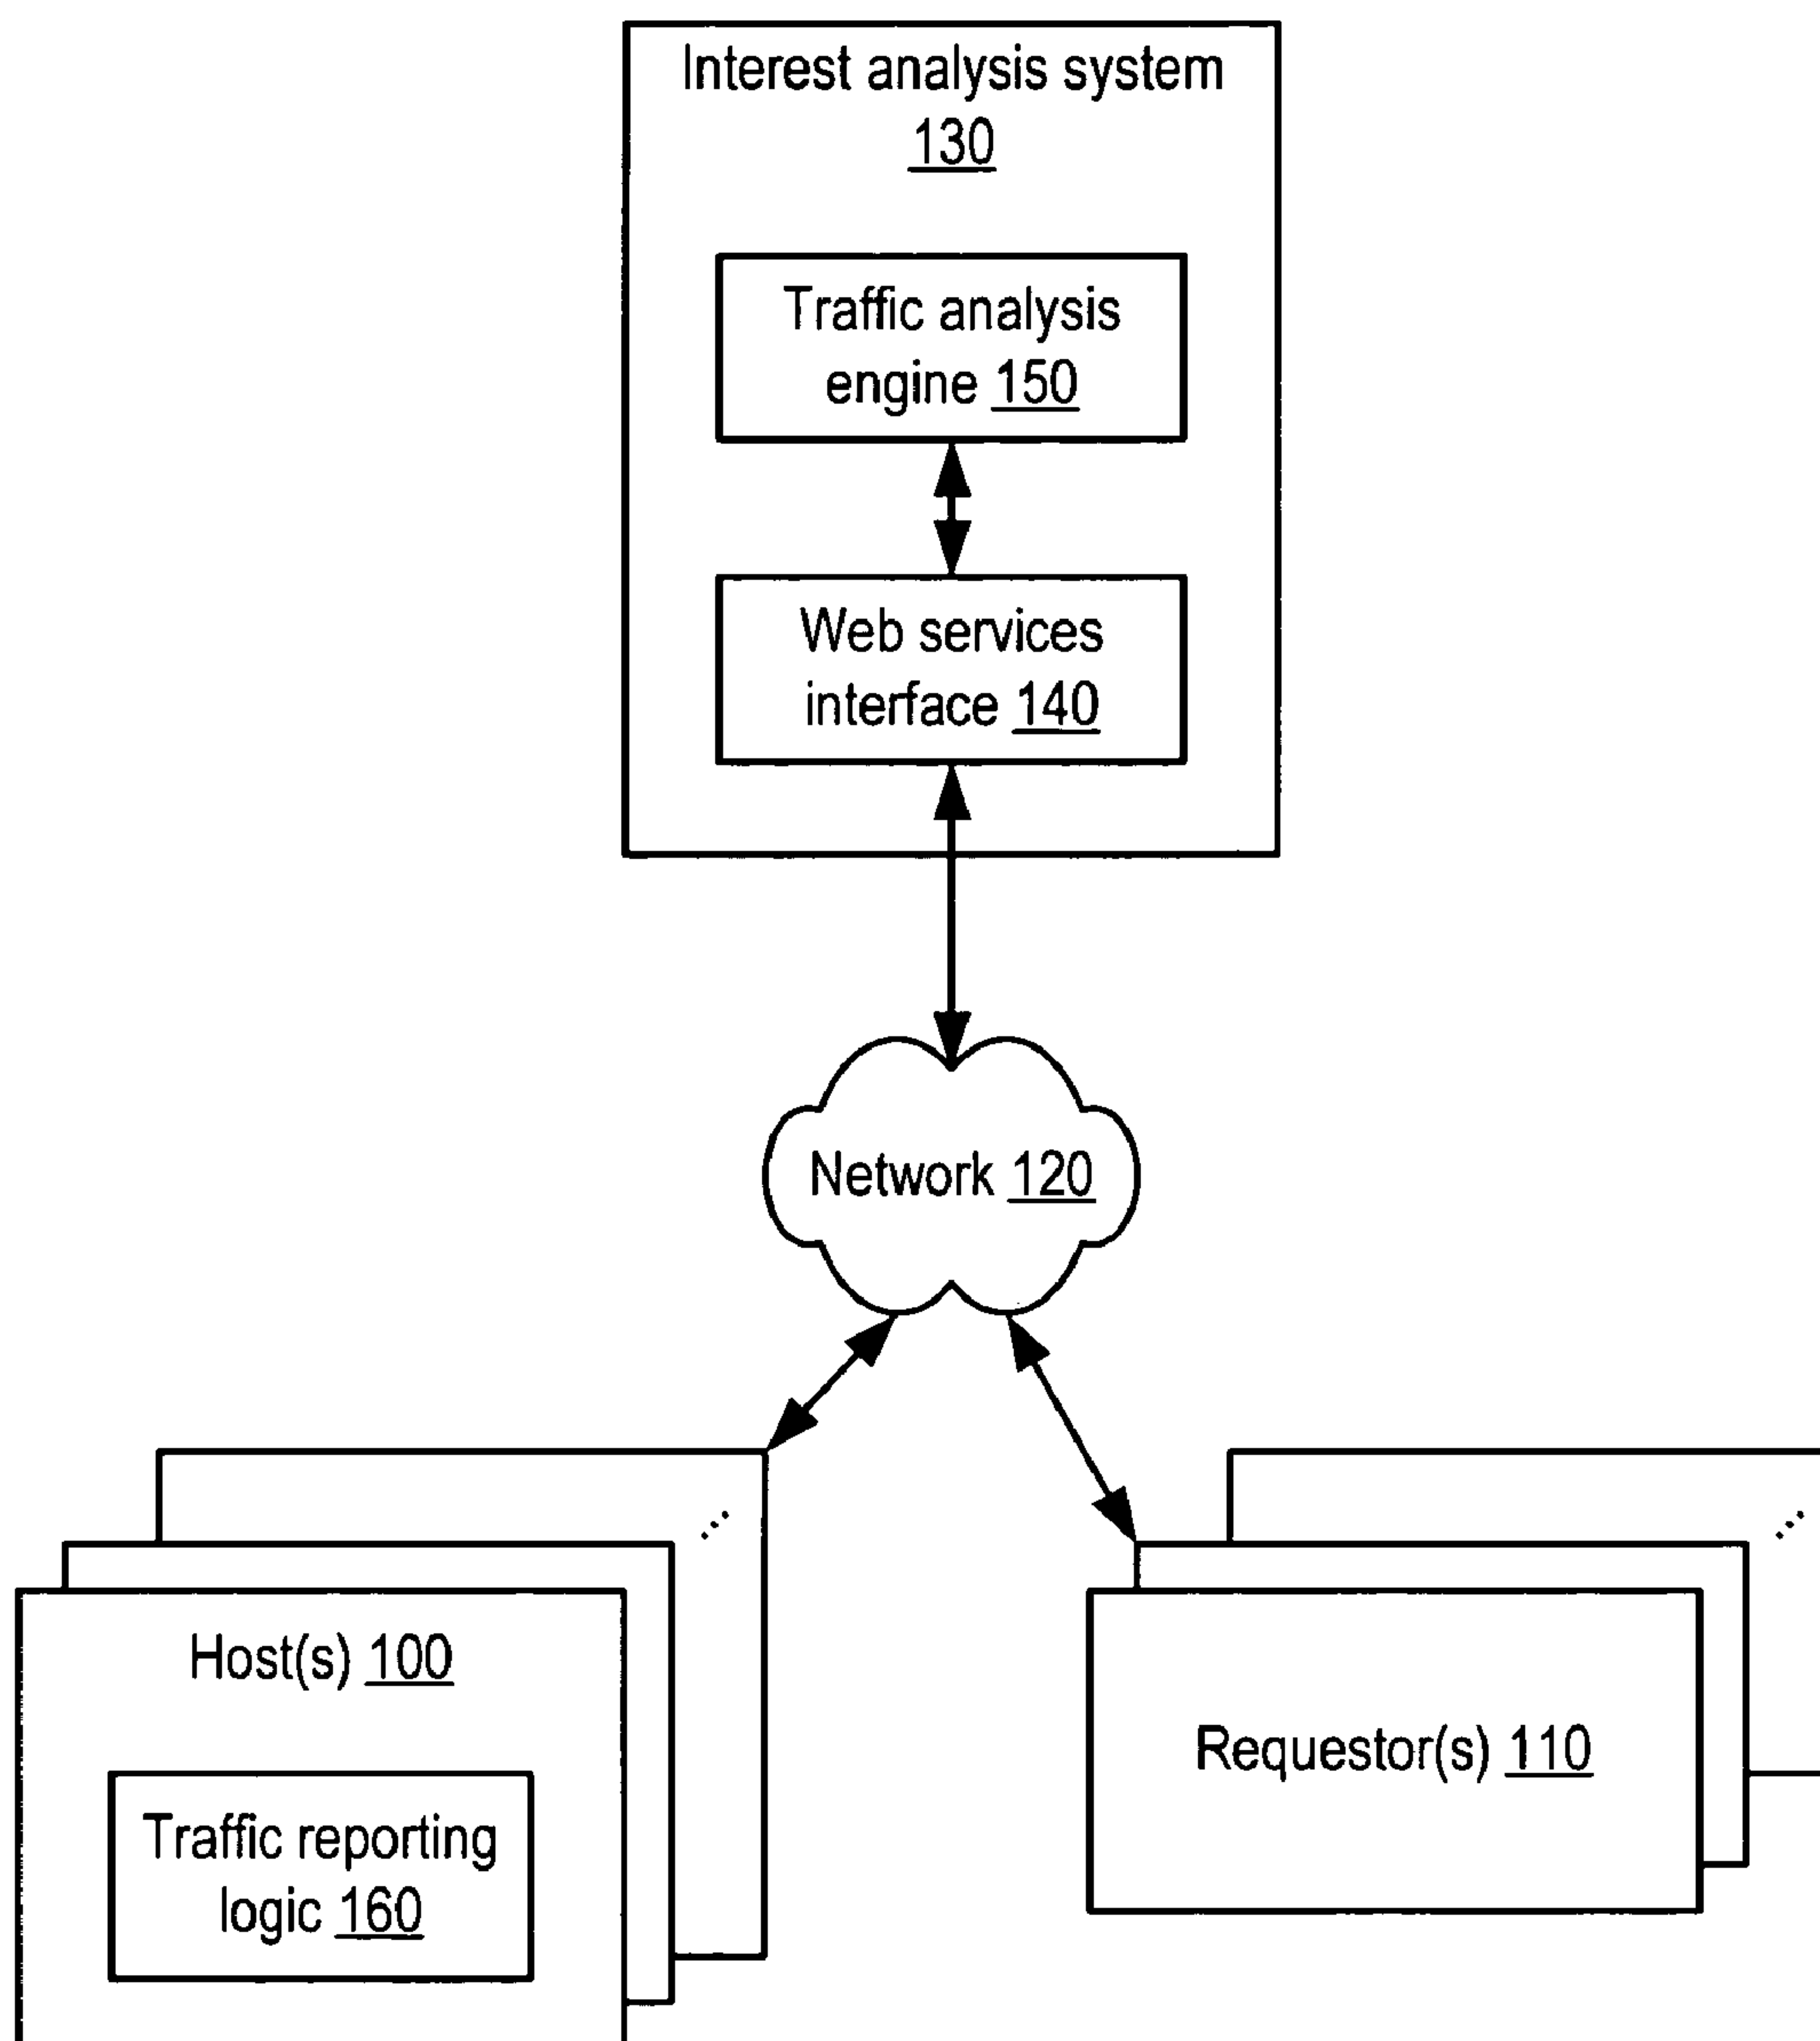 Interest analysis system
130
Traffic analysis
engine 150
Web services
interface 140
Network 120
Host(s) 100
Traffic reporting
logic 160
Requestor(s) 110